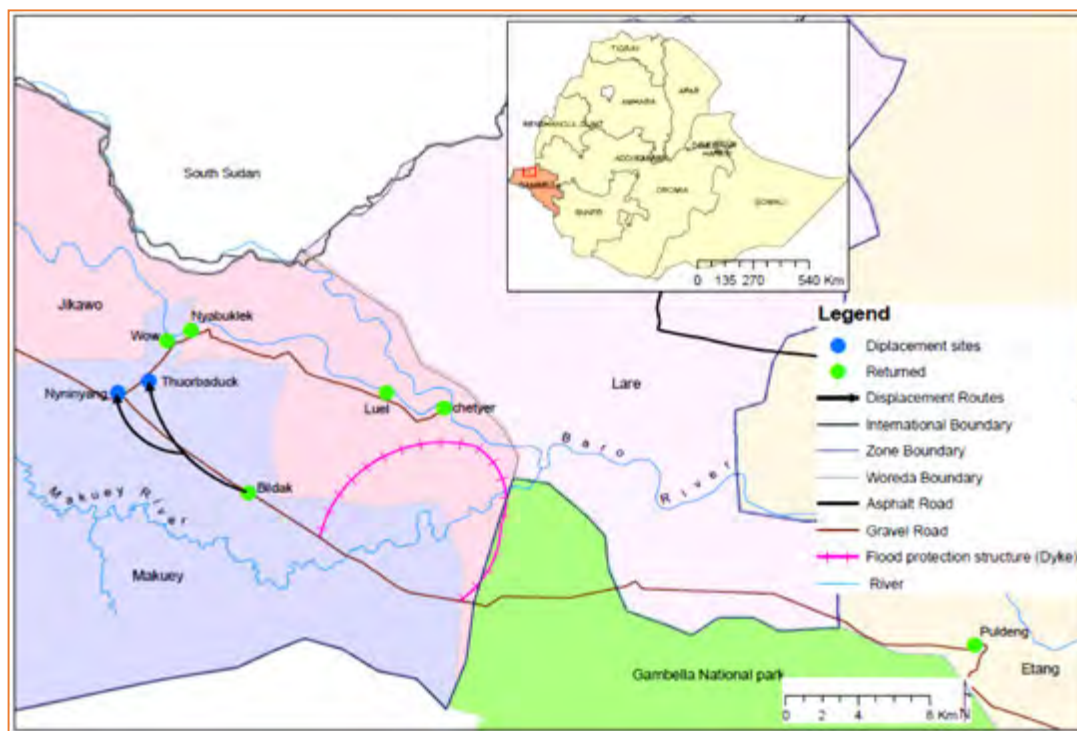 TIGRAY
AFAR
AMHARA
OROMIA
SOMALI
SNNPR
0 135 270 540 Km
South Sudan
Jikawo
Nyabuklek
Wow
Thuorbaduck
Nyninyang
Luel
chetyer
Lare
Baro River
Bildak
Makuey River
Makuey
Gambella National park
Puldeng
Etang
0 2 4 8 Km
N
Legend
Diplacement sites
Returned
Displacement Routes
International Boundary
Zone Boundary
Woreda Boundary
Asphalt Road
Gravel Road
Flood protection structure (Dyke)
River